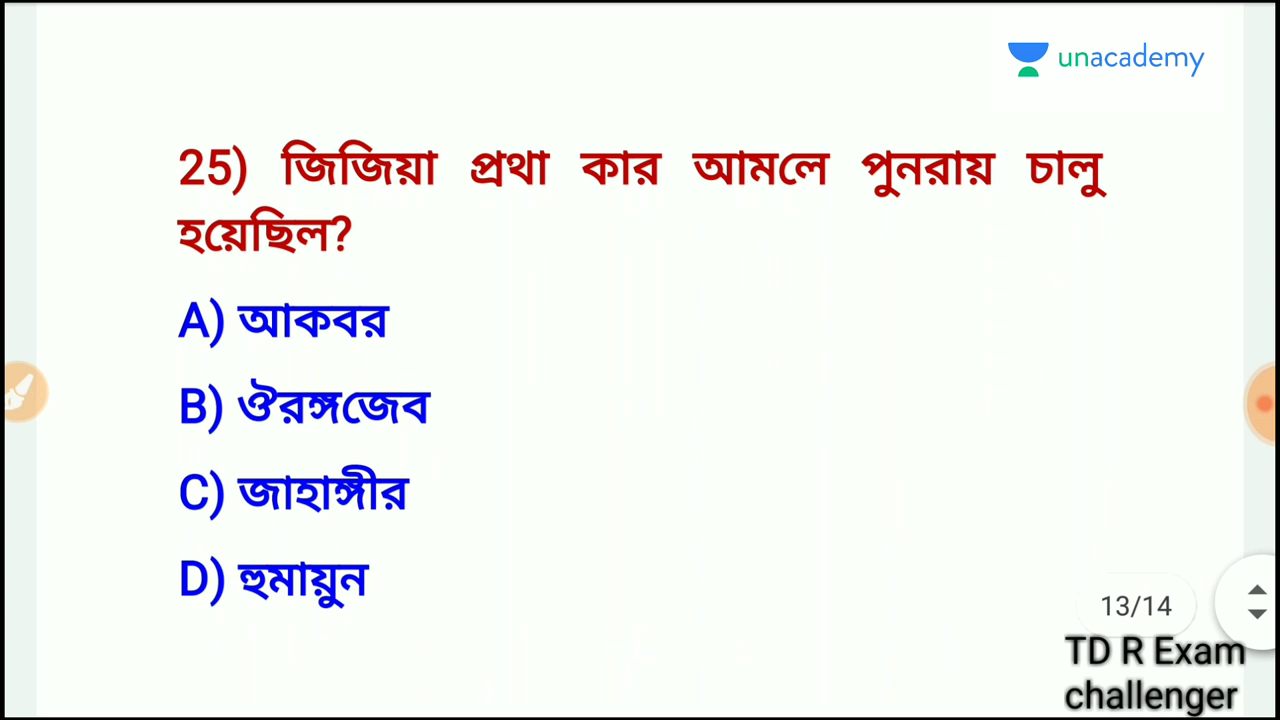 unacademy
25) জিজিয়া প্রথা কার আমলে পুনরায় চালু
হয়েছিল?
A) আকবর
B) ঔরঙ্গজেব
C) জাহাঙ্গীর
D) হুমায়ুন
13/14
TD R Exam
challenger